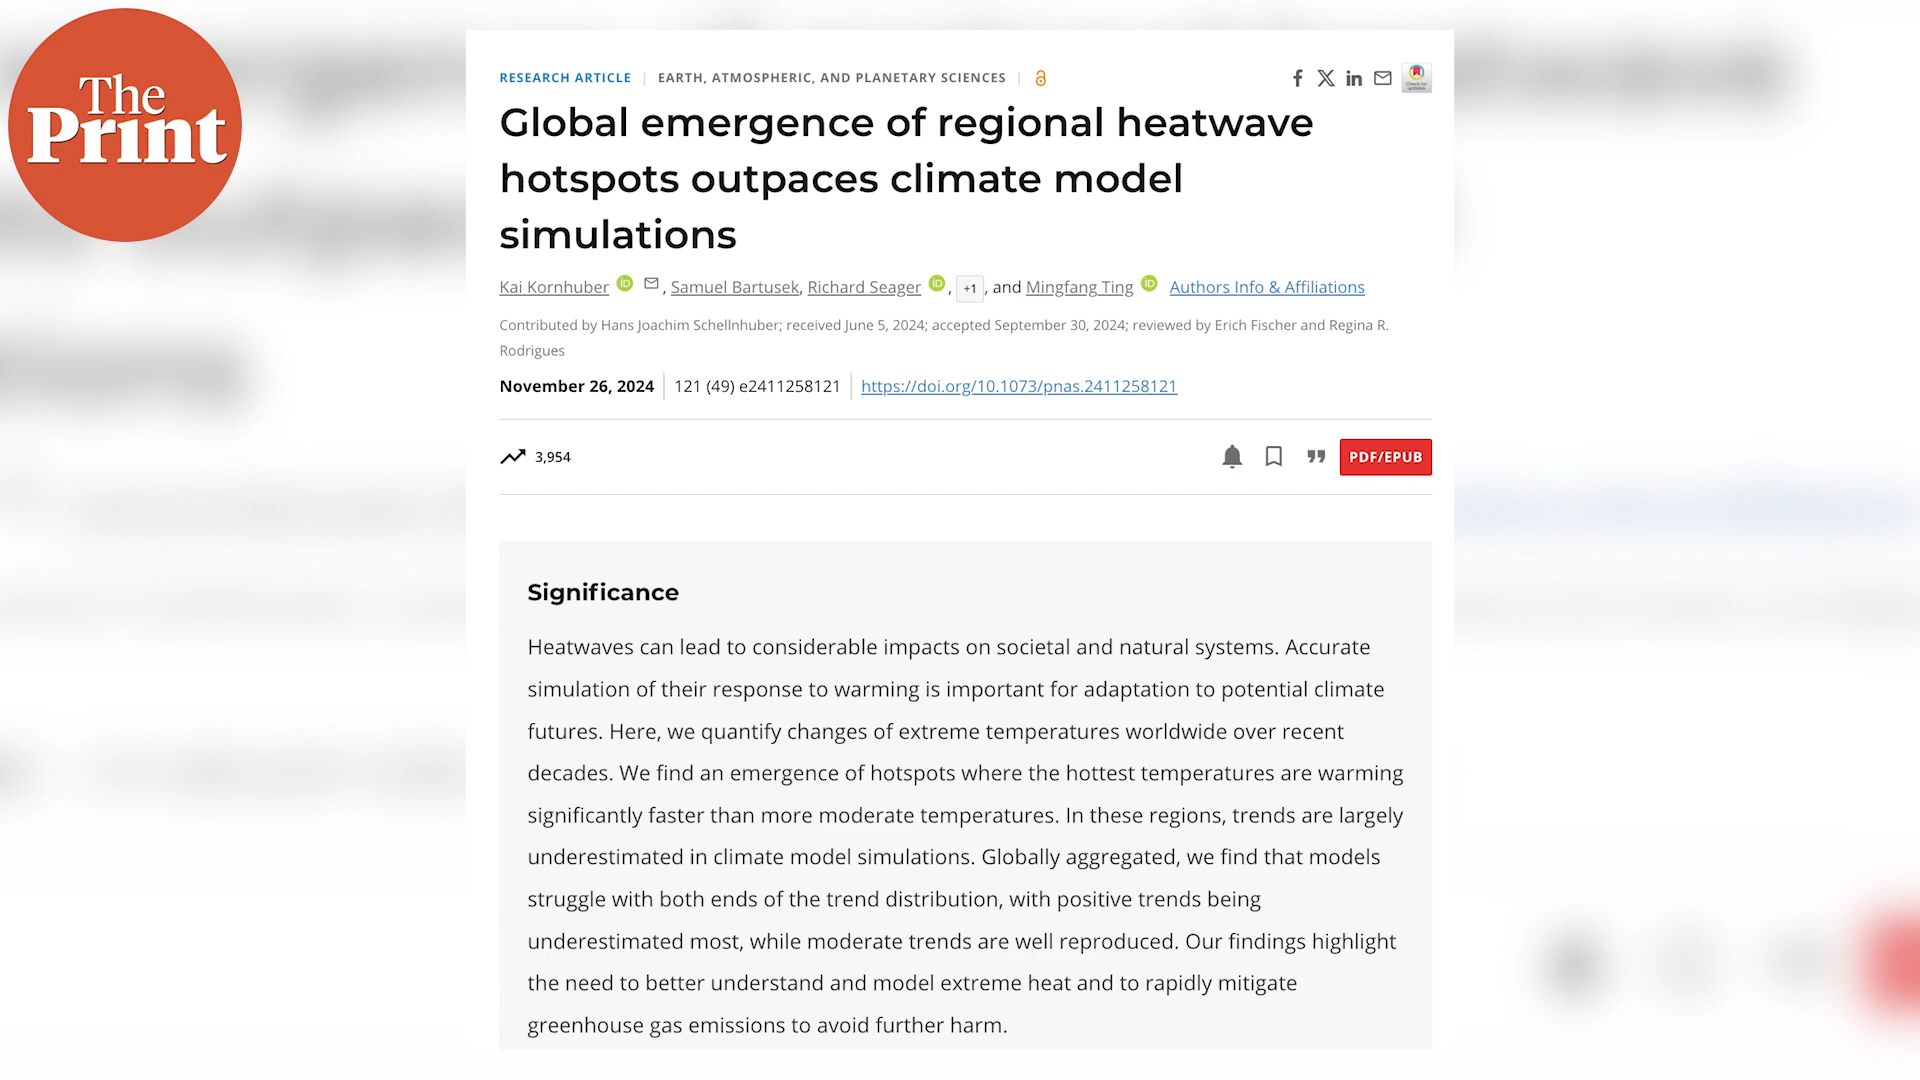 The
Print
RESEARCH ARTICLE | EARTH, ATMOSPHERIC, AND PLANETARY SCIENCES |
Global emergence of regional heatwave
hotspots outpaces climate model
simulations
Kai Kornhuber iD, Samuel Bartusek, Richard Seager iD, +1, and Mingfang Ting iD Authors Info & Affiliations
Contributed by Hans Joachim Schellnhuber; received June 5, 2024; accepted September 30, 2024; reviewed by Erich Fischer and Regina R.
Rodrigues
November 26, 2024 | 121 (49) e2411258121 | https://doi.org/10.1073/pnas.2411258121
3,954
PDF/EPUB
Significance
Heatwaves can lead to considerable impacts on societal and natural systems. Accurate
simulation of their response to warming is important for adaptation to potential climate
futures. Here, we quantify changes of extreme temperatures worldwide over recent
decades. We find an emergence of hotspots where the hottest temperatures are warming
significantly faster than more moderate temperatures. In these regions, trends are largely
underestimated in climate model simulations. Globally aggregated, we find that models
struggle with both ends of the trend distribution, with positive trends being
underestimated most, while moderate trends are well reproduced. Our findings highlight
the need to better understand and model extreme heat and to rapidly mitigate
greenhouse gas emissions to avoid further harm.